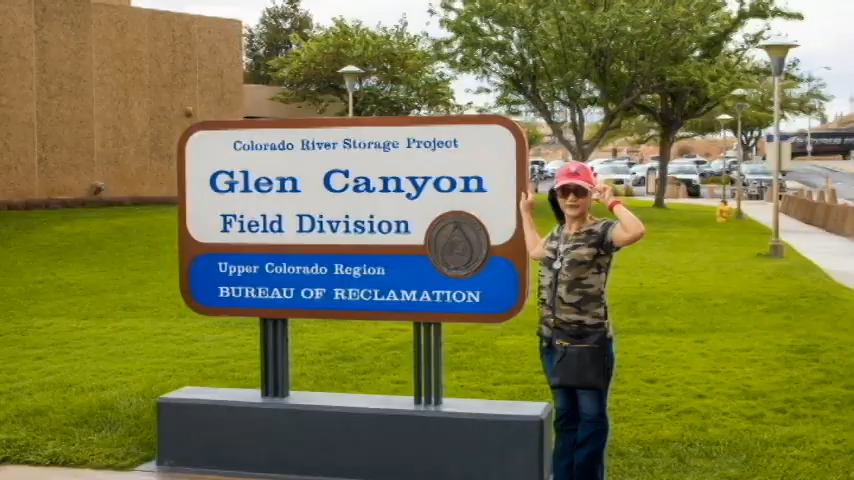 Colorado River Storage Project
Glen Canyon
Field Division
Upper Colorado Region
BUREAU OF RECLAMATION